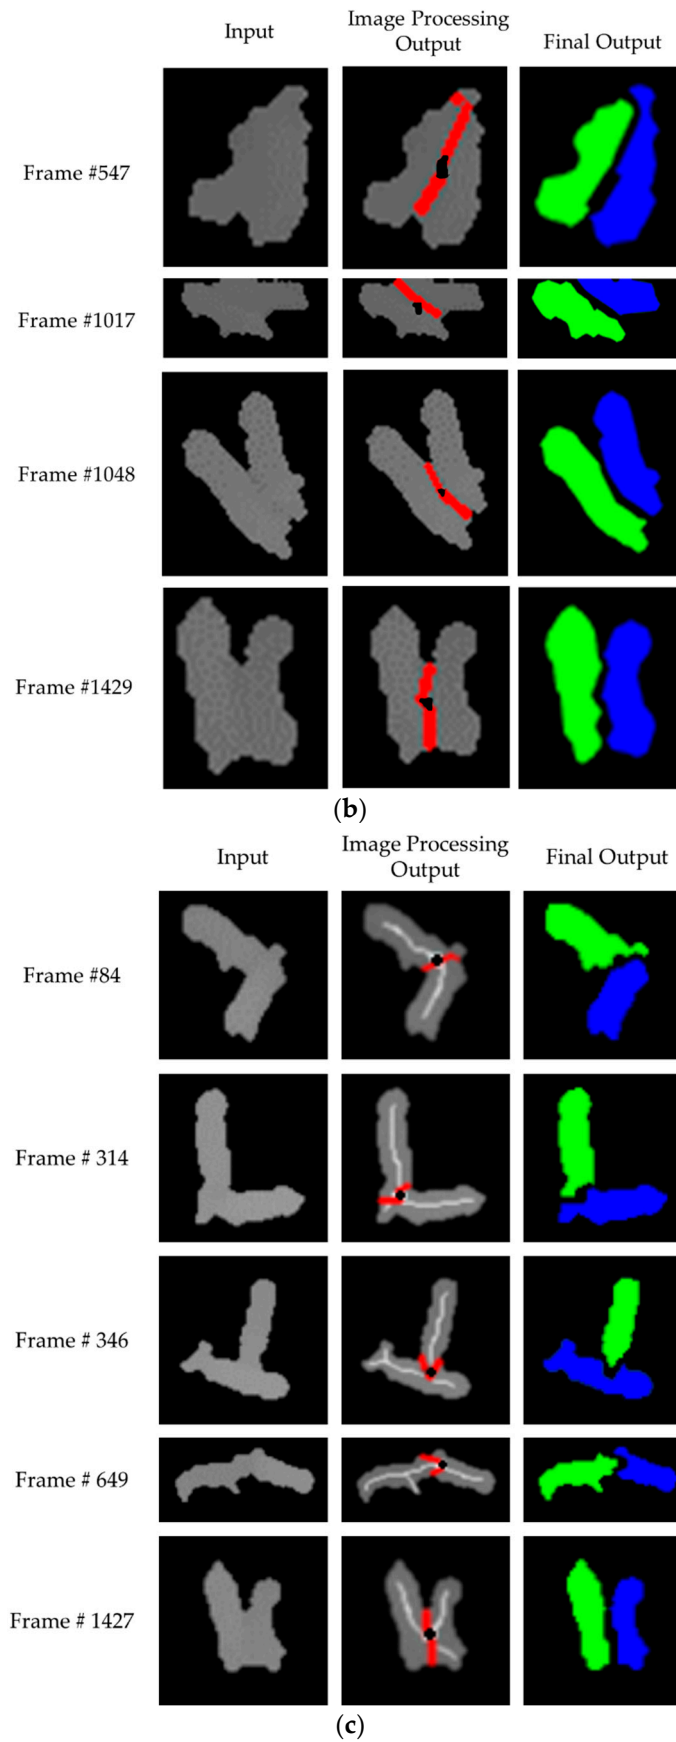 Input
Image Processing
Output
Final Output
Frame #547
Frame #1017
Frame #1048
Frame #1429
(b)
Input
Image Processing
Output
Final Output
Frame #84
Frame # 314
Frame # 346
Frame # 649
Frame # 1427
(c)